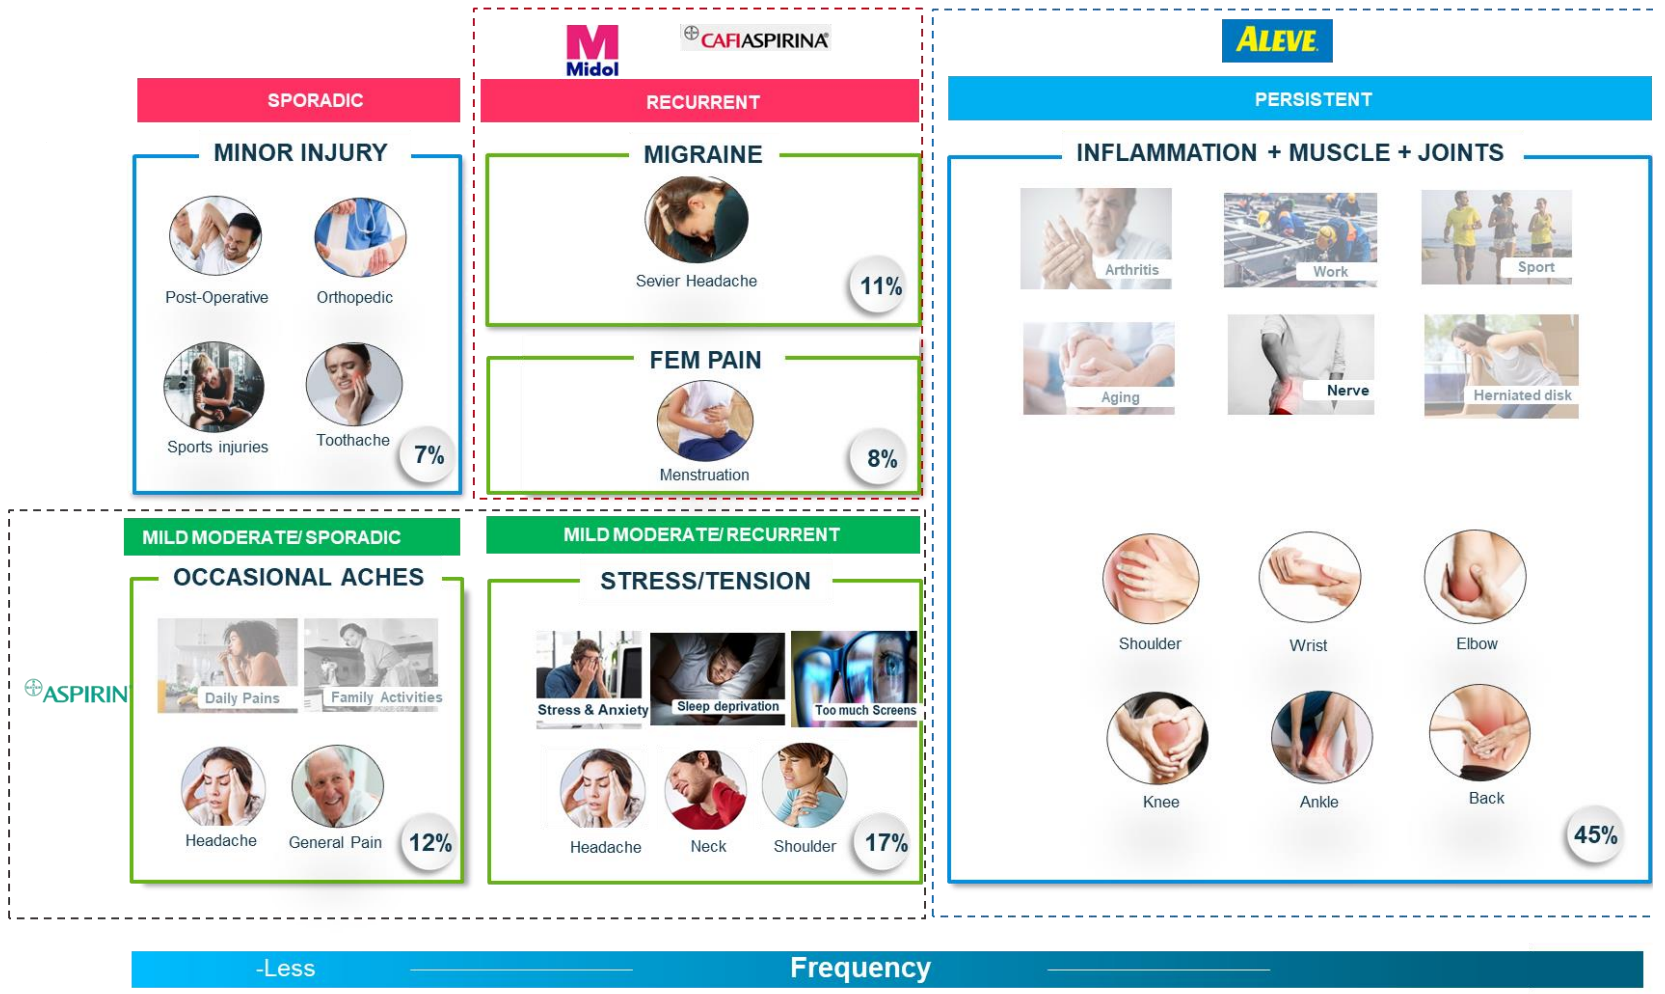 M
Midol
CAFIASPIRINA®
ALEVE.
SPORADIC
RECURRENT
PERSISTENT
MINOR INJURY
MIGRAINE
INFLAMMATION + MUSCLE + JOINTS
Post-Operative
Orthopedic
Sports injuries
Toothache
7%
Sevier Headache
11%
FEM PAIN
Menstruation
8%
Arthritis
Work
Sport
Aging
Nerve
Herniated disk
Shoulder
Wrist
Elbow
Knee
Ankle
Back
45%
MILD MODERATE/ SPORADIC
MILD MODERATE/ RECURRENT
OCCASIONAL ACHES
STRESS/TENSION
ASPIRIN
Daily Pains
Family Activities
Headache
General Pain
12%
Stress & Anxiety
Sleep deprivation
Too much Screens
Headache
Neck
Shoulder
17%
-Less
Frequency